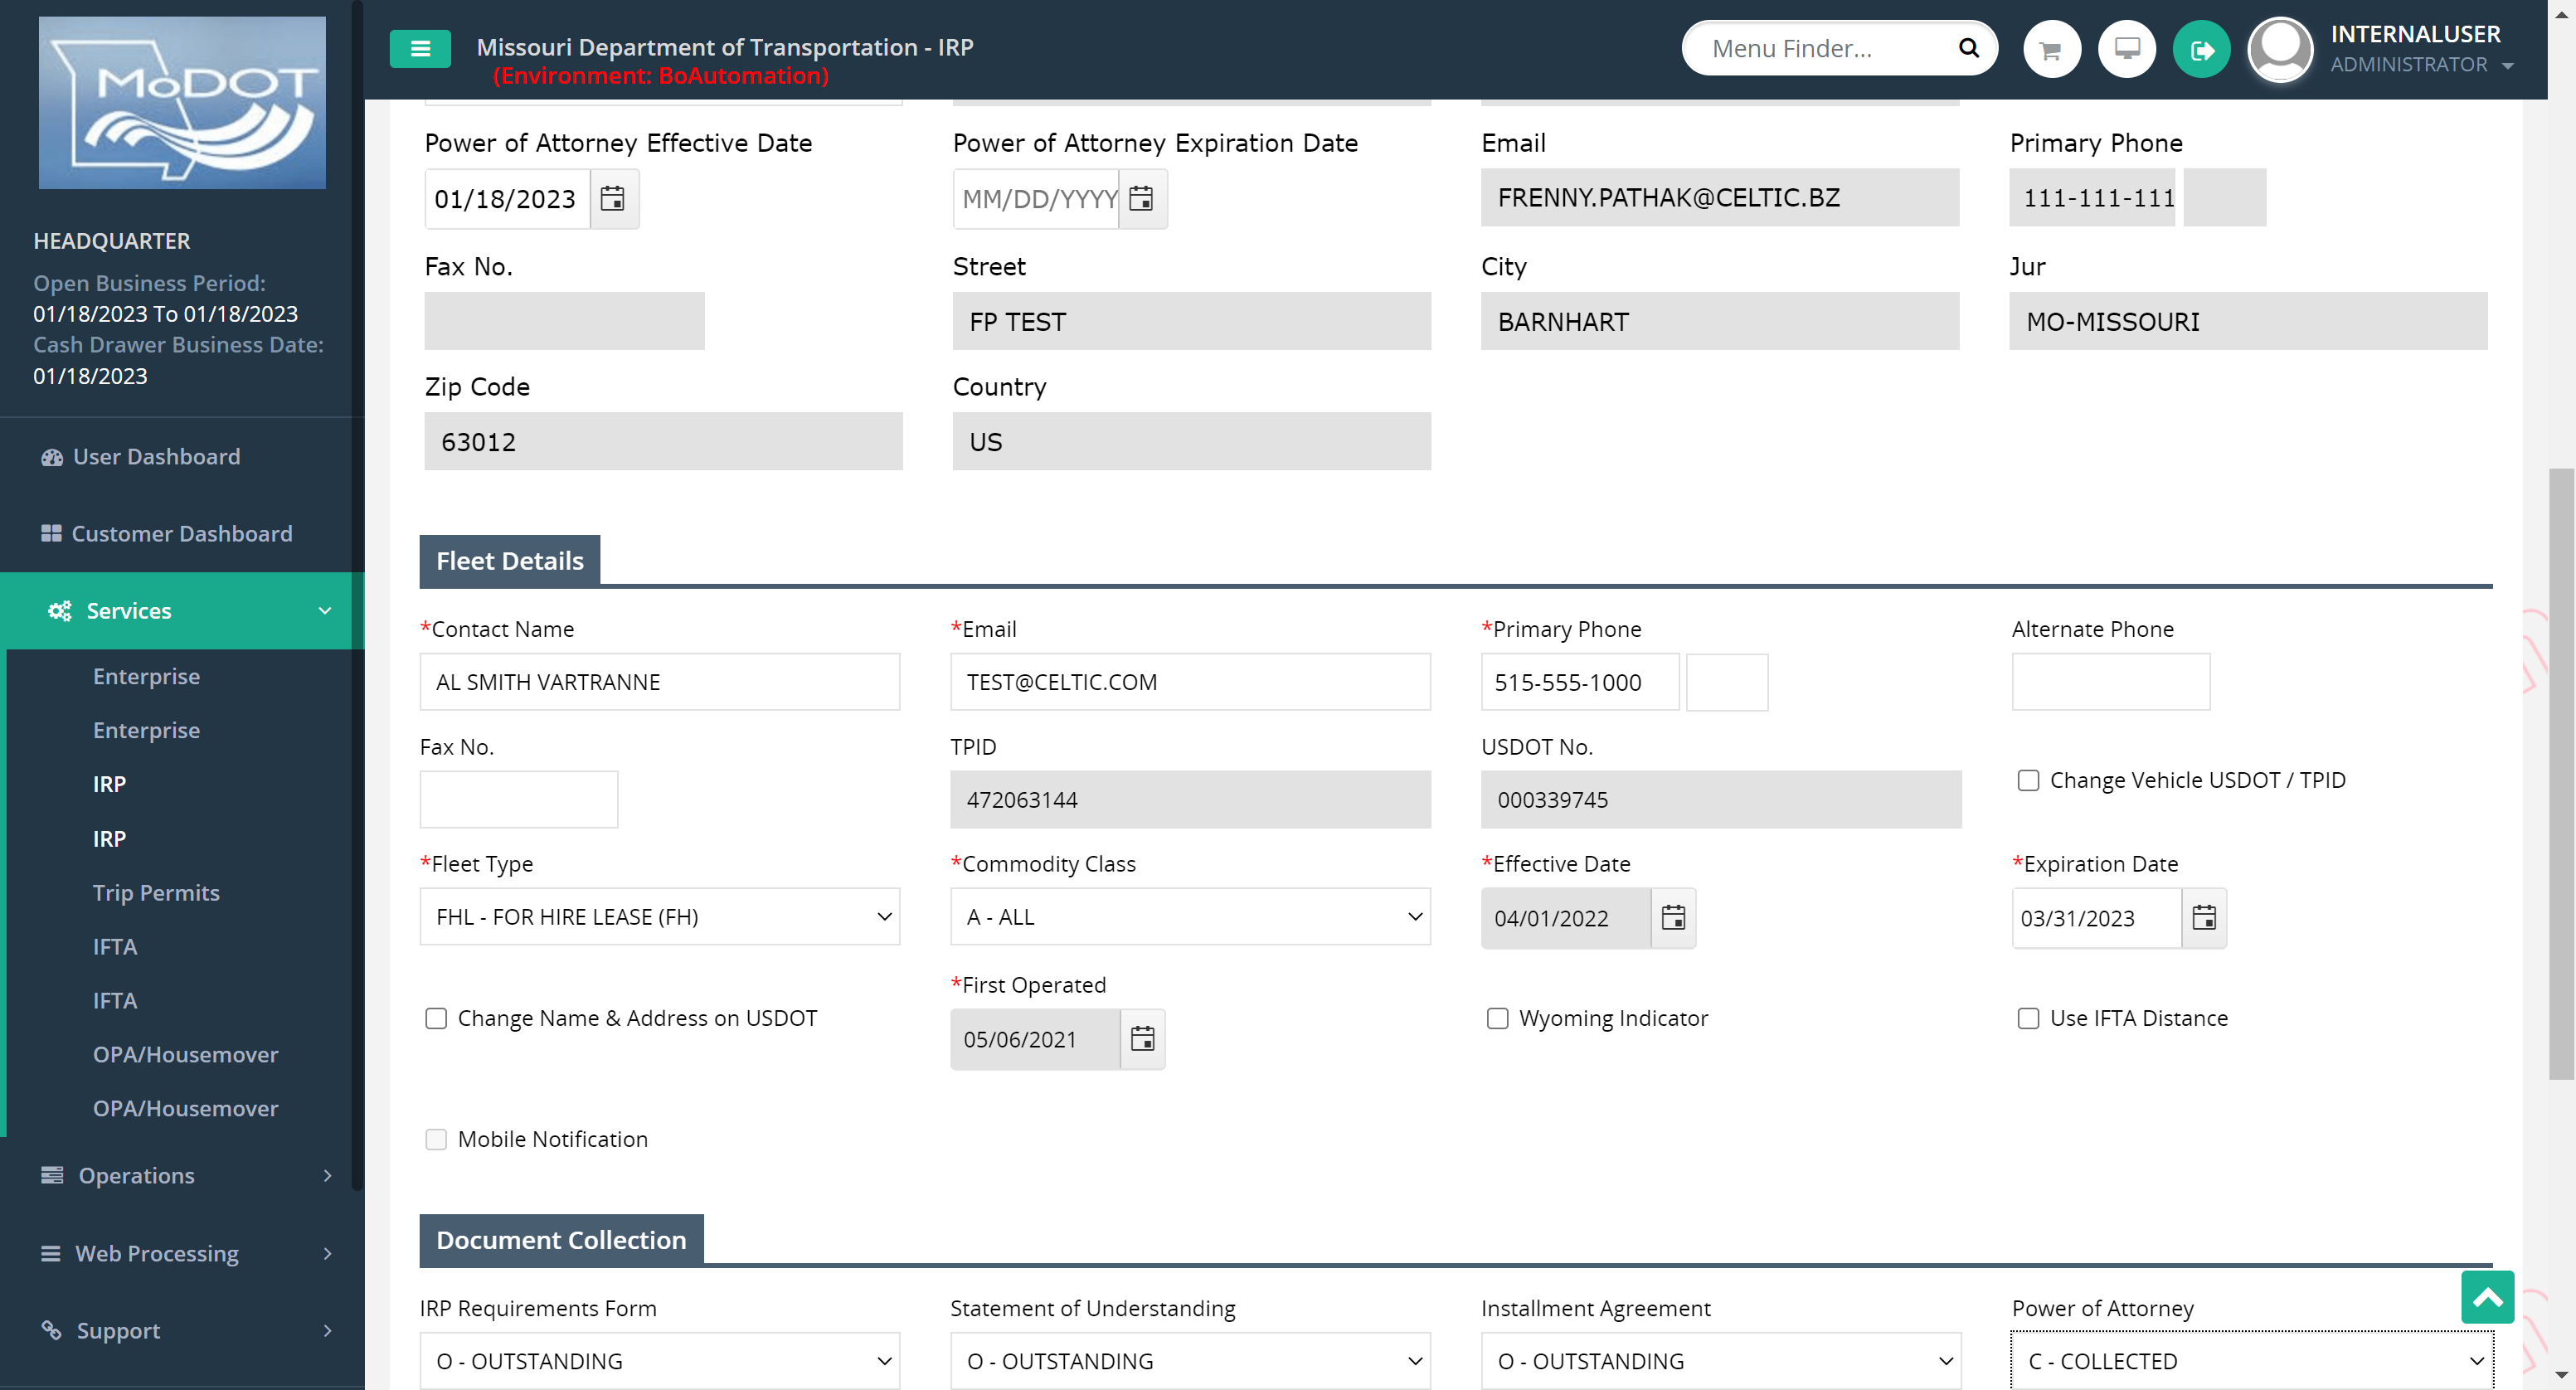 MoDOT
Missouri Department of Transportation - IRP
(Environment: BoAutomation)
Menu Finder...
INTERNALUSER
ADMINISTRATOR
HEADQUARTER
Open Business Period:
01/18/2023 To 01/18/2023
Cash Drawer Business Date:
01/18/2023
User Dashboard
Customer Dashboard
Services
Enterprise
Enterprise
IRP
IRP
Trip Permits
IFTA
IFTA
OPA/Housemover
OPA/Housemover
Operations
Web Processing
Support
Power of Attorney Effective Date
Power of Attorney Expiration Date
Email
Primary Phone
01/18/2023
MM/DD/YYYY
FRENNY.PATHAK@CELTIC.BZ
111-111-111
Fax No.
Street
City
Jur
FP TEST
BARNHART
MO-MISSOURI
Zip Code
Country
63012
US
Fleet Details
*Contact Name
*Email
*Primary Phone
Alternate Phone
AL SMITH VARTRANNE
TEST@CELTIC.COM
515-555-1000
Fax No.
TPID
USDOT No.
472063144
000339745
Change Vehicle USDOT / TPID
*Fleet Type
*Commodity Class
*Effective Date
*Expiration Date
FHL - FOR HIRE LEASE (FH)
A - ALL
04/01/2022
03/31/2023
Change Name & Address on USDOT
*First Operated
05/06/2021
Wyoming Indicator
Use IFTA Distance
Mobile Notification
Document Collection
IRP Requirements Form
Statement of Understanding
Installment Agreement
Power of Attorney
O - OUTSTANDING
O - OUTSTANDING
O - OUTSTANDING
C - COLLECTED